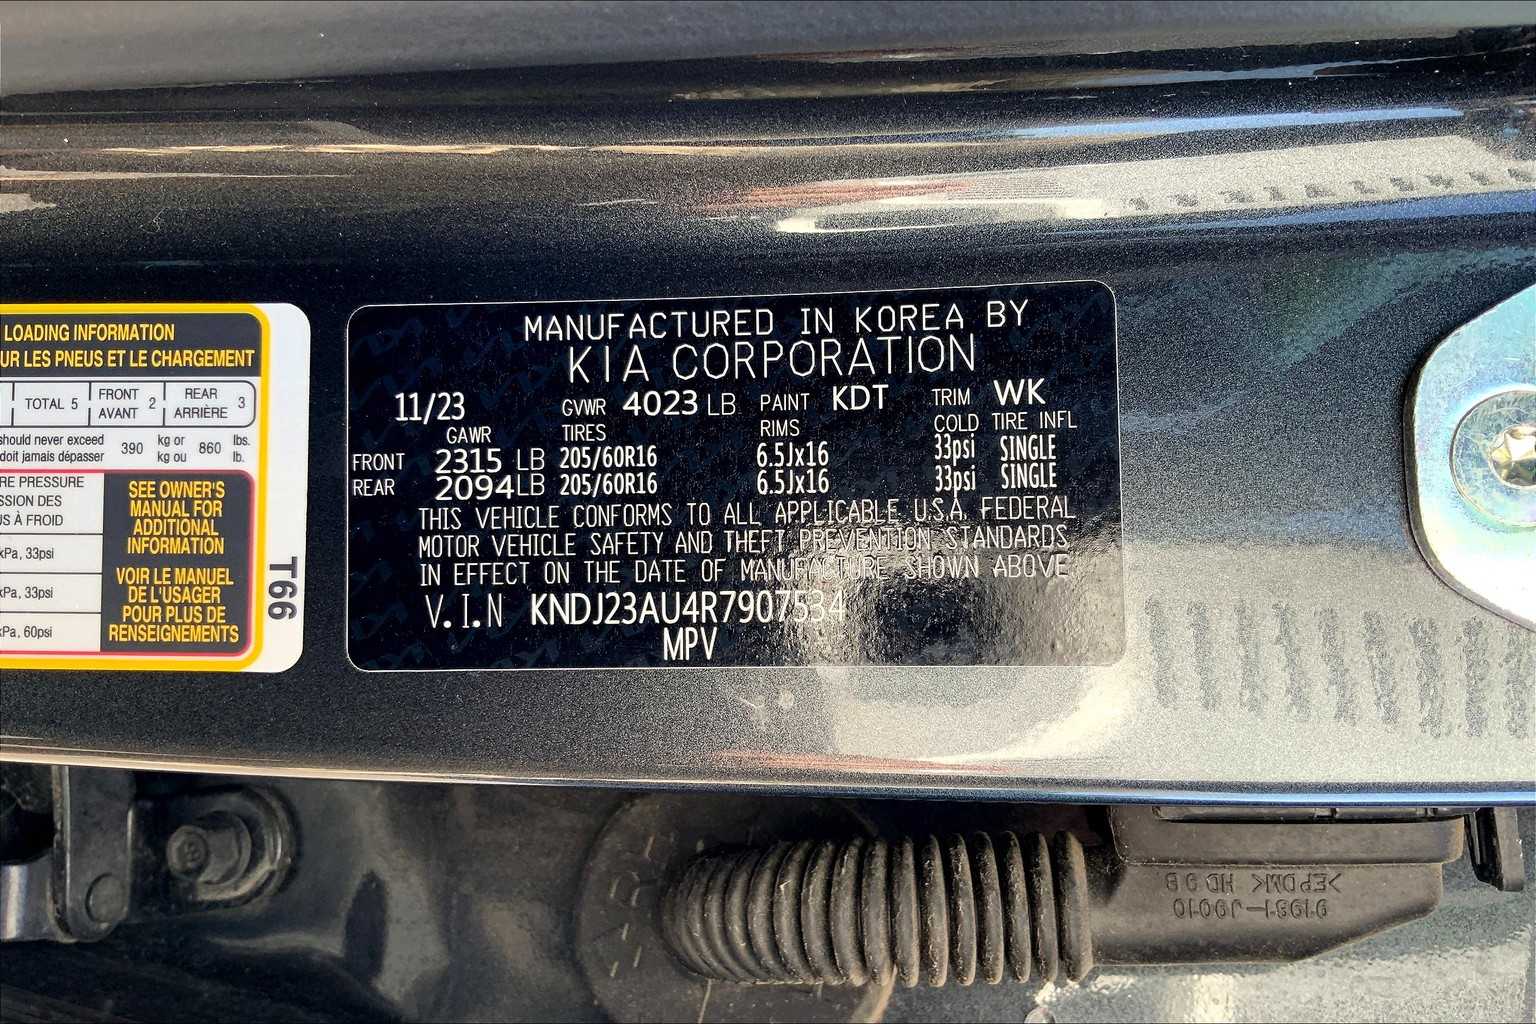 LOADING INFORMATION
UR LES PNEUS ET LE CHARGEMENT
TOTAL 5 FRONT AVANT 2 REAR ARRIÈRE 3
should never exceed 390 kg or 860 lbs.
doit jamais dépasser kg ou lb.
RE PRESSURE
SSION DES
S À FROID
kPa, 33psi
kPa, 33psi
kPa, 60psi
SEE OWNER'S
MANUAL FOR
ADDITIONAL
INFORMATION
VOIR LE MANUEL
DE L'USAGER
POUR PLUS DE
RENSEIGNEMENTS
T66
MANUFACTURED IN KOREA BY
KIA CORPORATION
11/23 GVWR 4023 LB PAINT KDT TRIM WK
GAWR TIRES RIMS COLD TIRE INFL
FRONT 2315 LB 205/60R16 6.5Jx16 33psi SINGLE
REAR 2094LB 205/60R16 6.5Jx16 33psi SINGLE
THIS VEHICLE CONFORMS TO ALL APPLICABLE U.S.A. FEDERAL
MOTOR VEHICLE SAFETY AND THEFT PREVENTION STANDARDS
IN EFFECT ON THE DATE OF MANUFACTURE SHOWN ABOVE
V.I.N KNDJ23AU4R7907534
MPV
>EPDM< HD 9B
91981-J9010